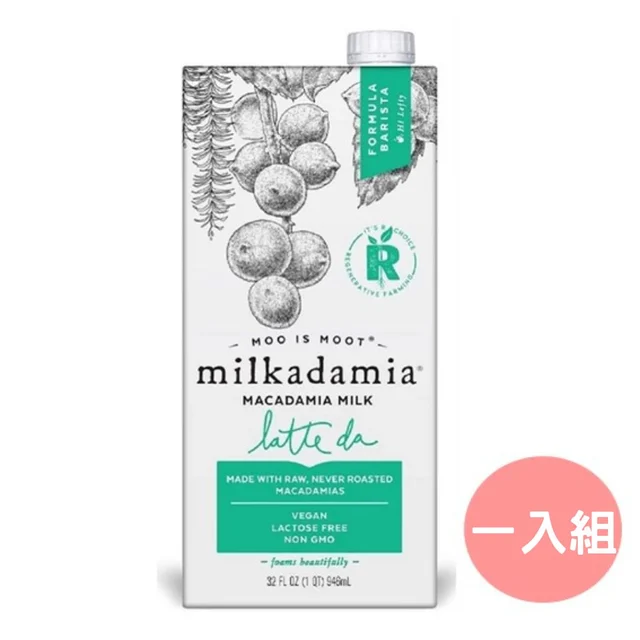 FORMULA
BARISTA
IT'S R CHOICE
R
REGENERATIVE FARMING
MOO IS MOOT®
milkadamia®
MACADAMIA MILK
latte da
MADE WITH RAW, NEVER ROASTED
MACADAMIAS
VEGAN
LACTOSE FREE
NON GMO
– foams beautifully –
32 FL OZ (1 QT) 946mL
一入組